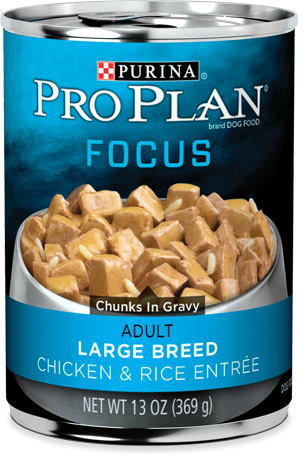 PURINA®
PRO PLAN®
brand DOG FOOD
FOCUS
Chunks In Gravy
ADULT
LARGE BREED
CHICKEN & RICE ENTRÉE
NET WT 13 OZ (369 g)